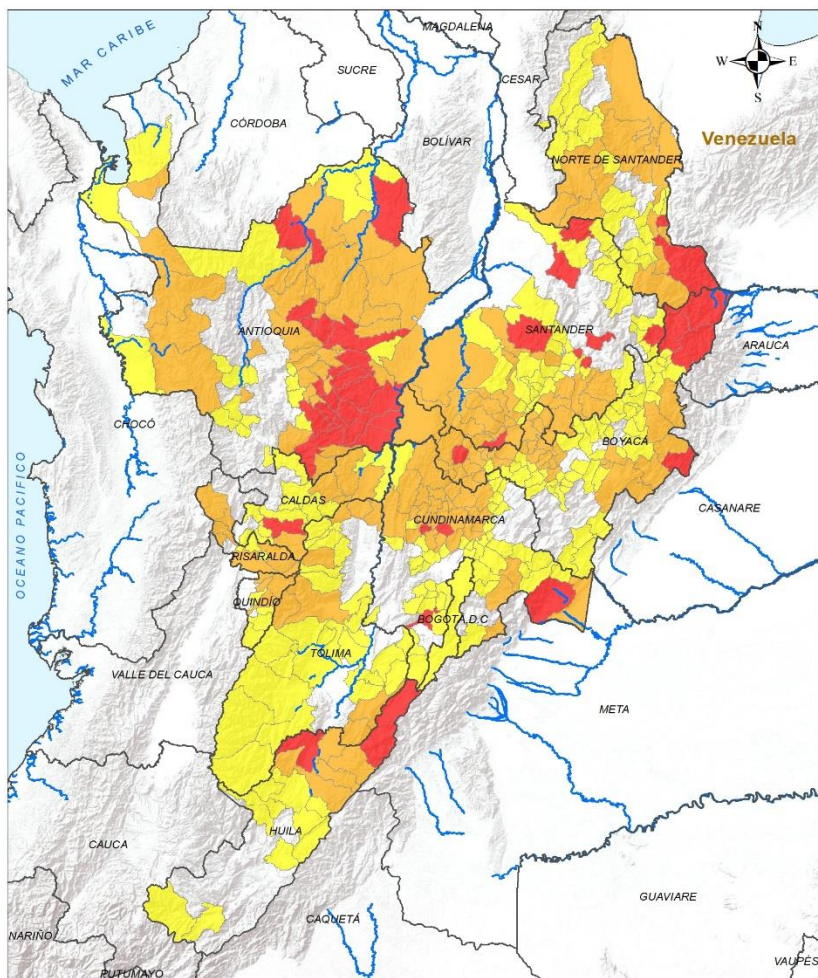 MAGDALENA
N
W E
S
MAR CARIBE
SUCRE
CESAR
CÓRDOBA
BOLÍVAR
Venezuela
NORTE DE SANTANDER
ANTIOQUIA
SANTANDER
ARAUCA
CHOCÓ
BOYACÁ
OCEANO PACIFICO
CALDAS
CASANARE
CUNDINAMARCA
RISARALDA
QUINDÍO
BOGOTÁ D.C
TOLIMA
VALLE DEL CAUCA
META
HUILA
CAUCA
GUAVIARE
CAQUETÁ
NARIÑO
PUTUMAYO
VAUPÉS